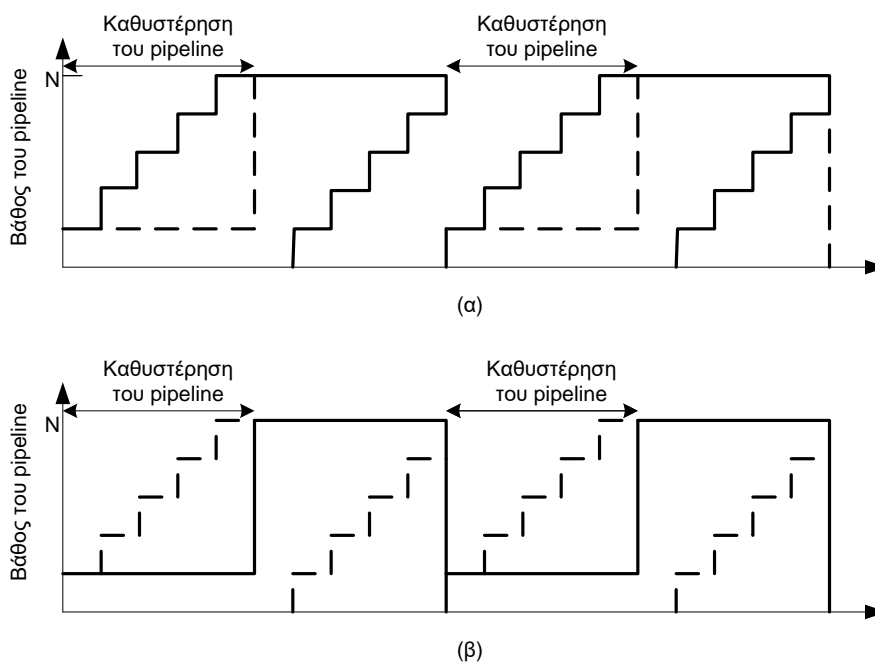 Καθυστέρηση
του pipeline
Καθυστέρηση
του pipeline
N
Βάθος του pipeline
(α)
Καθυστέρηση
του pipeline
Καθυστέρηση
του pipeline
N
Βάθος του pipeline
(β)